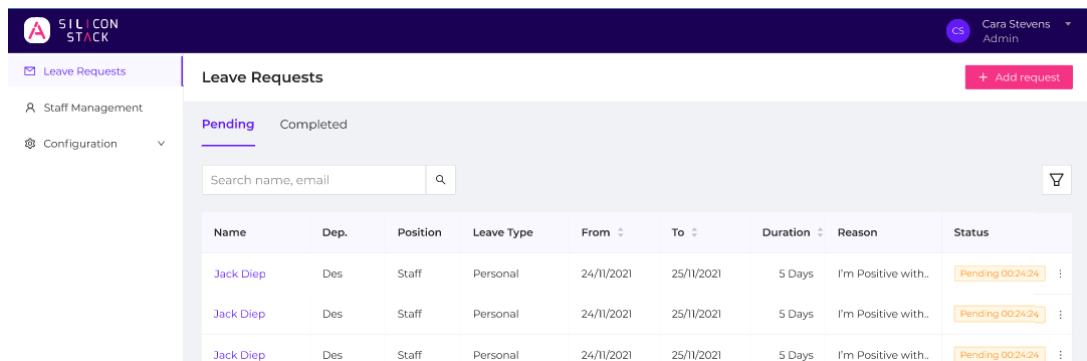 SILICON
STACK
Cara Stevens
CS
Admin
Leave Requests
Staff Management
Configuration
Leave Requests
+ Add request
Pending Completed
Search name, email
Name Dep. Position Leave Type From To Duration Reason Status
Jack Diep Des Staff Personal 24/11/2021 25/11/2021 5 Days I'm Positive with.. Pending 00:24:24
Jack Diep Des Staff Personal 24/11/2021 25/11/2021 5 Days I'm Positive with.. Pending 00:24:24
Jack Diep Des Staff Personal 24/11/2021 25/11/2021 5 Days I'm Positive with.. Pending 00:24:24